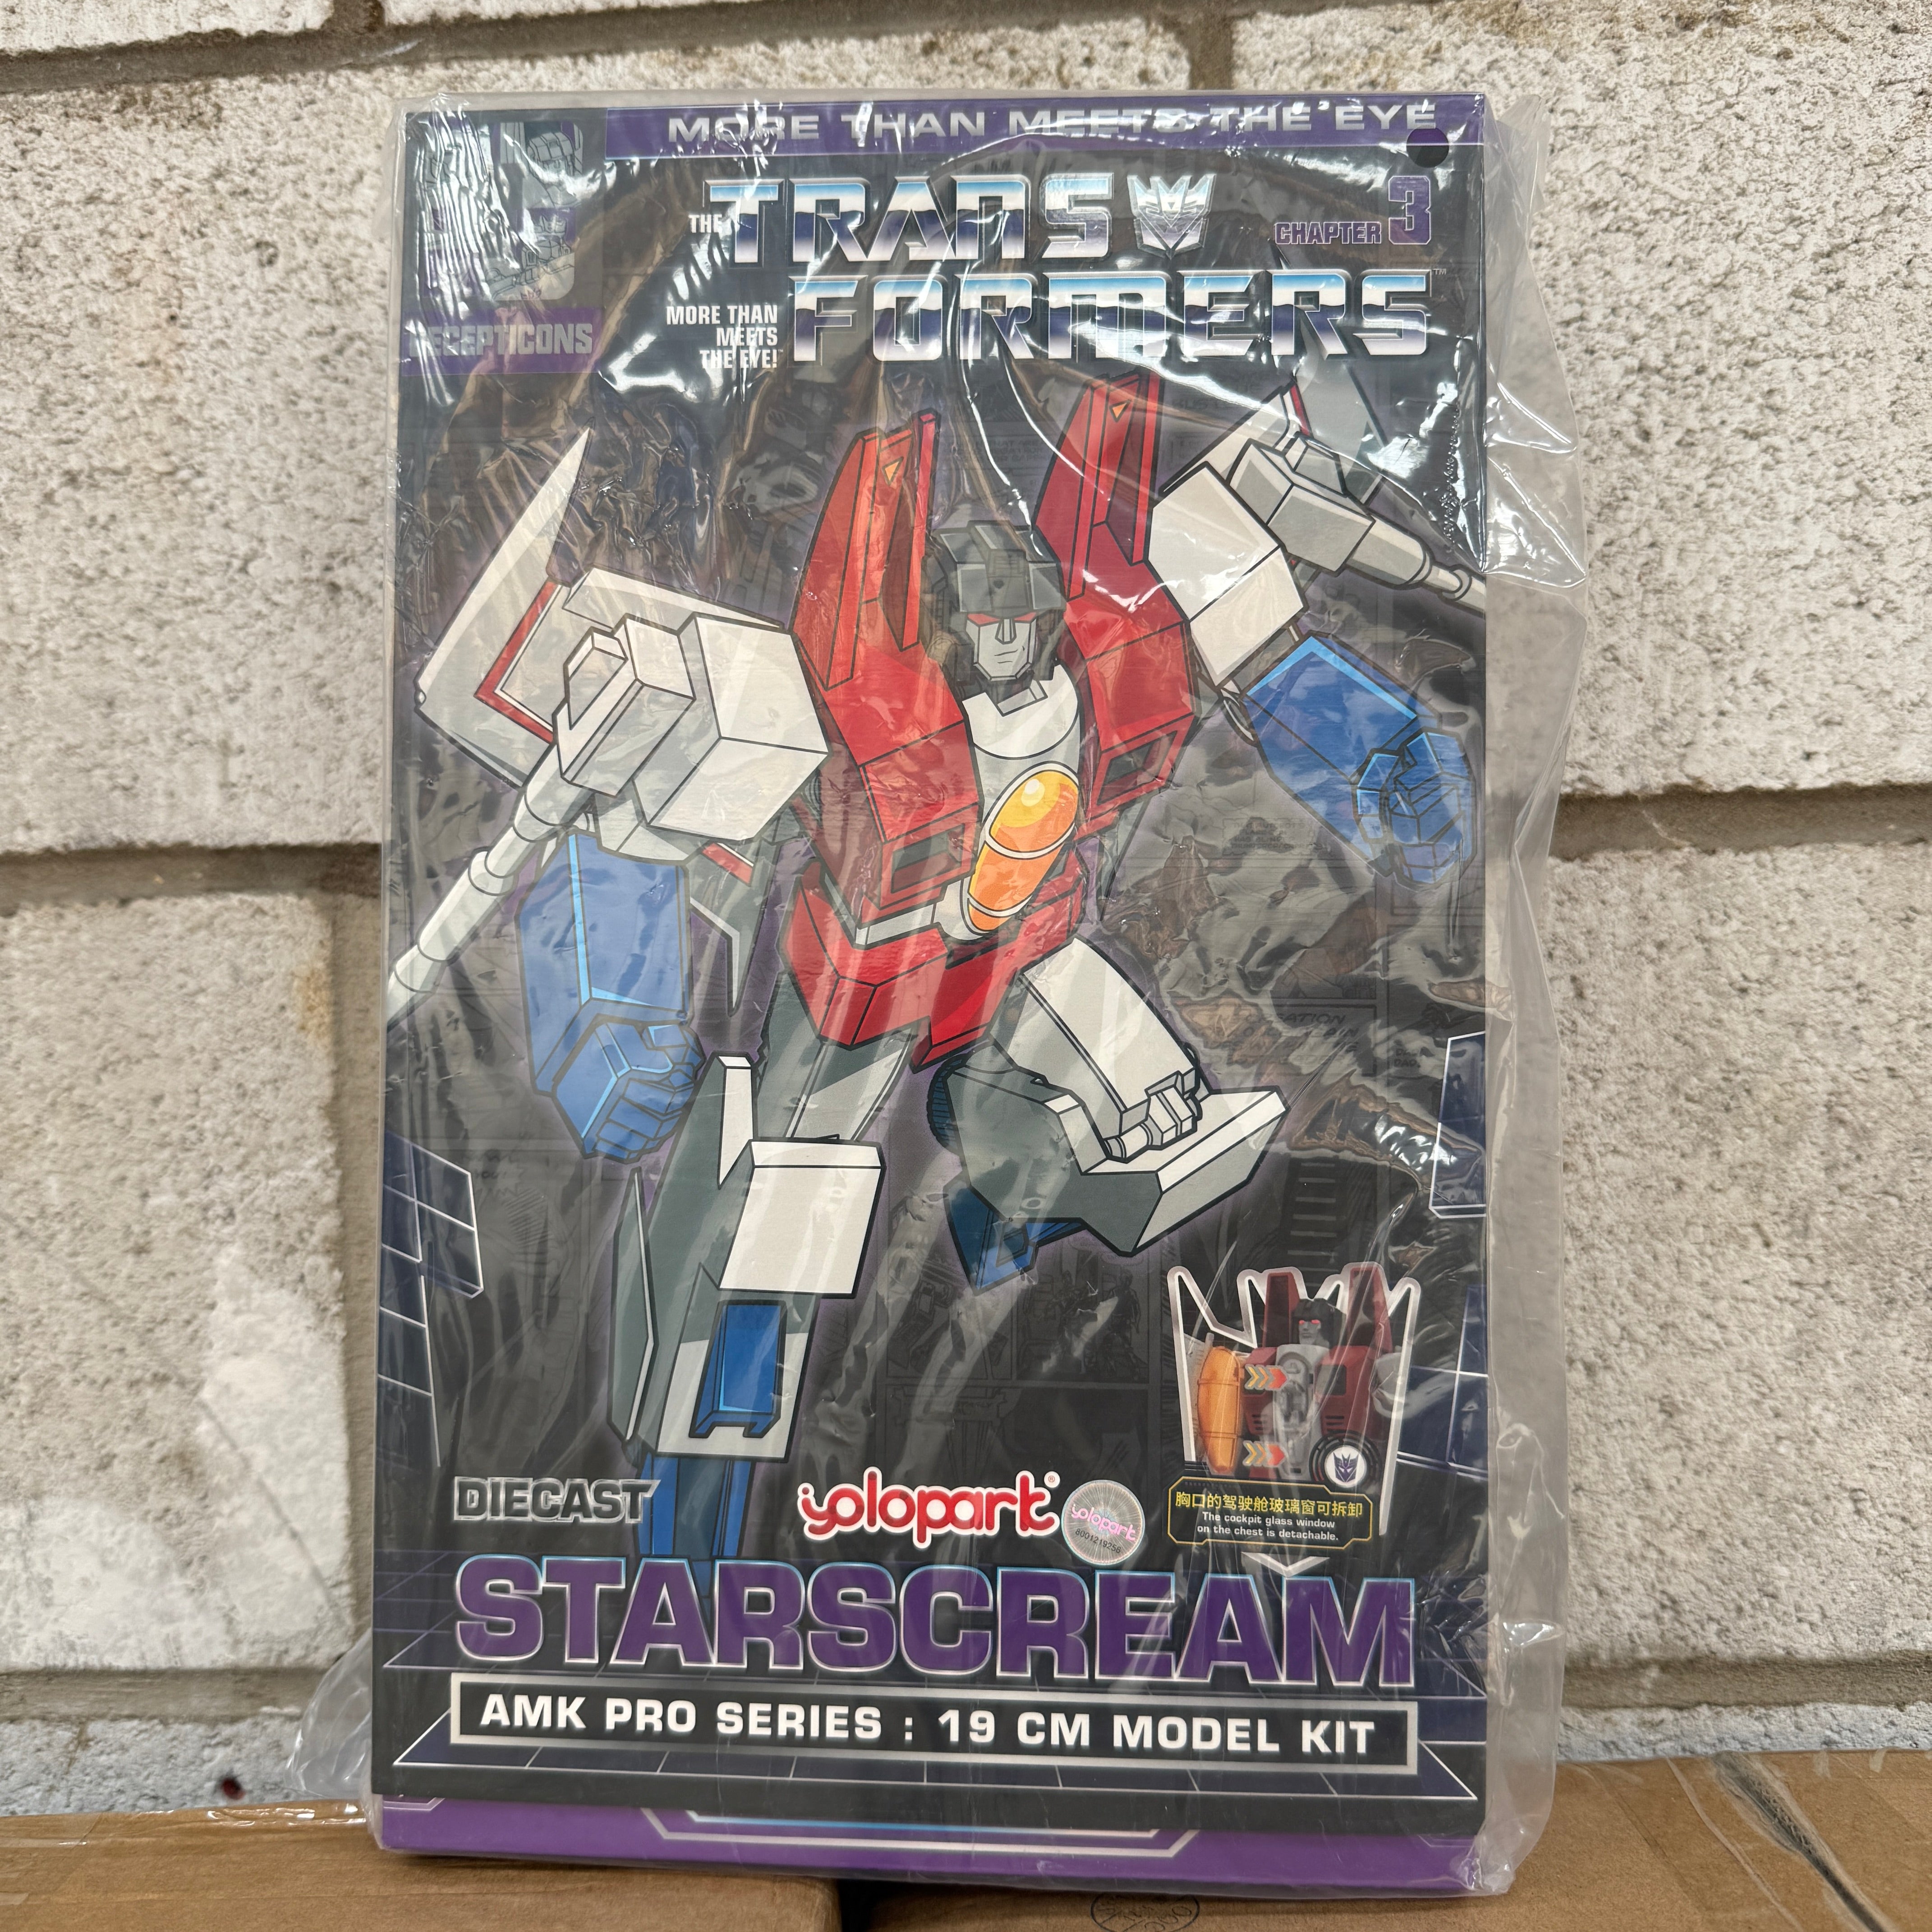 MORE THAN MEETS THE EYE
THE TRANS
FORMERS™
CHAPTER 3
MORE THAN
MEETS
THE EYE!
DECEPTICONS
DIECAST
yolopart®
yolopart
胸口的驾驶舱玻璃窗可拆卸
The cockpit glass window
on the chest is detachable.
STARSCREAM
AMK PRO SERIES : 19 CM MODEL KIT